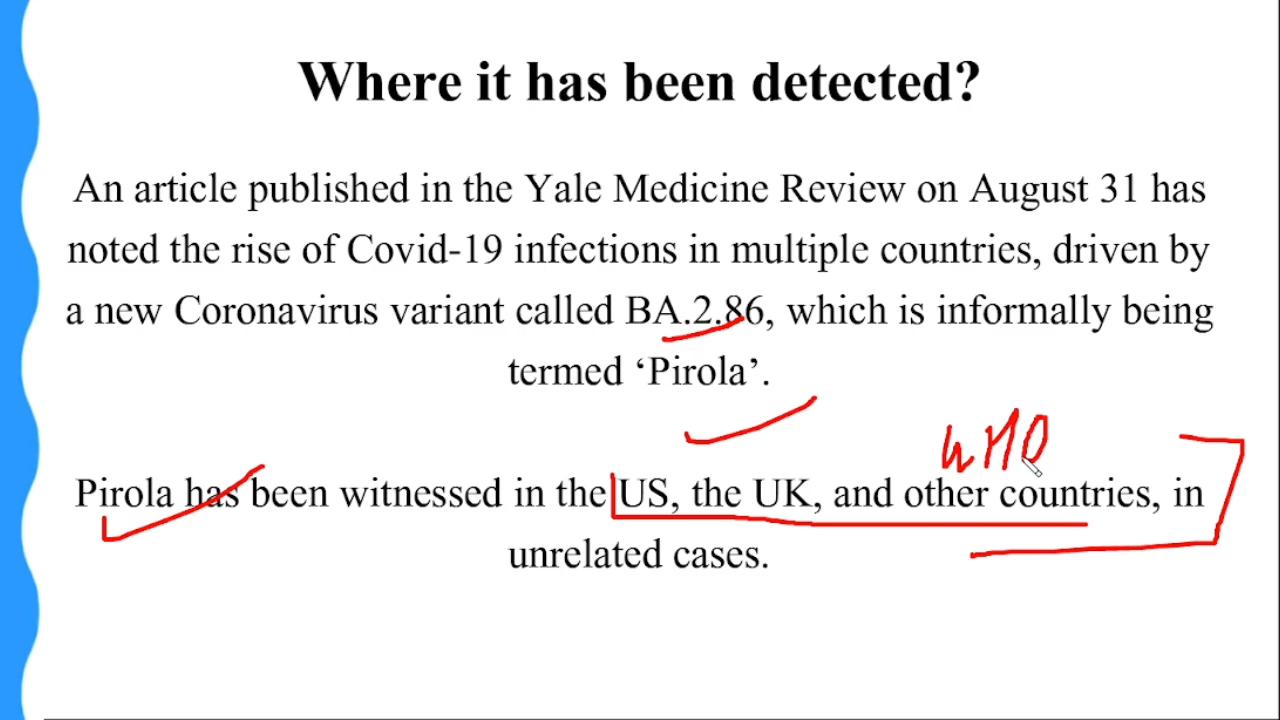 Where it has been detected?
An article published in the Yale Medicine Review on August 31 has
noted the rise of Covid-19 infections in multiple countries, driven by
a new Coronavirus variant called BA.2.86, which is informally being
termed ‘Pirola’.
WHO
Pirola has been witnessed in the US, the UK, and other countries, in
unrelated cases.